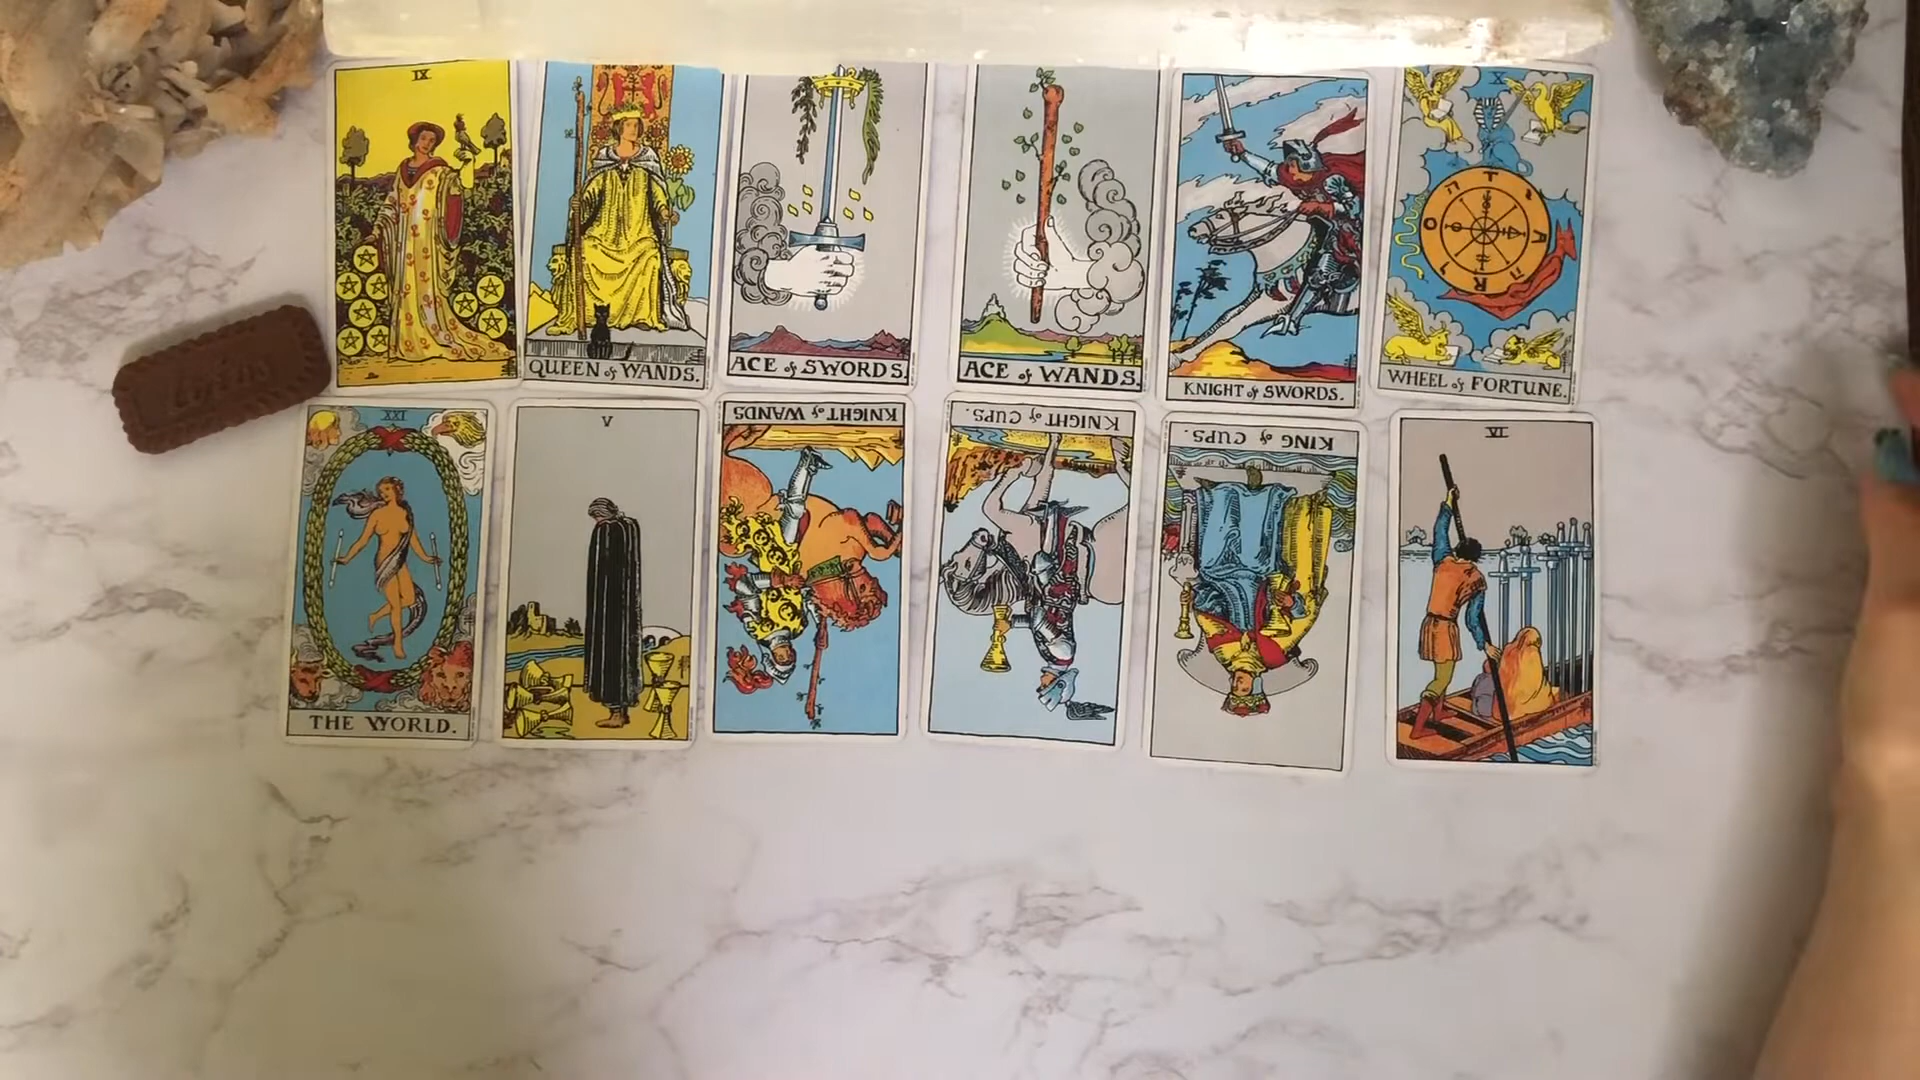 IX
QUEEN of WANDS.
ACE of SWORDS.
ACE of WANDS.
KNIGHT of SWORDS.
X
T A R O
WHEEL of FORTUNE.
XXI
THE WORLD.
V
KNIGHT of WANDS
KNIGHT of CUPS.
KING of CUPS.
VI